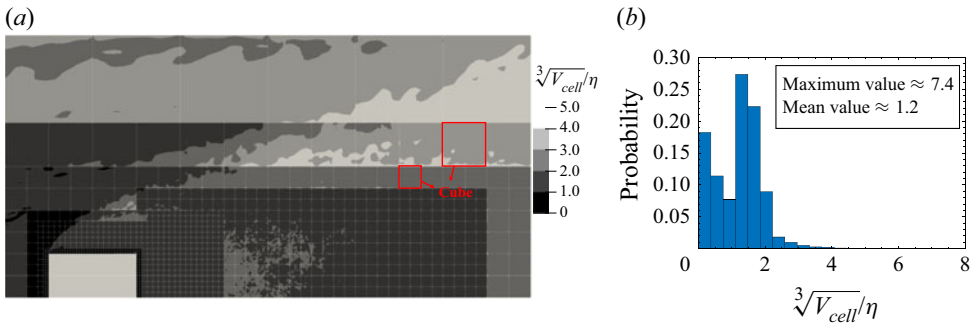 (a)
∛V_cell/η
5.0
4.0
3.0
2.0
1.0
0
Cube
(b)
0.30
0.25
0.20
0.15
0.10
0.05
0
2
4
6
8
Probability
Maximum value ≈ 7.4
Mean value ≈ 1.2
∛V_cell/η